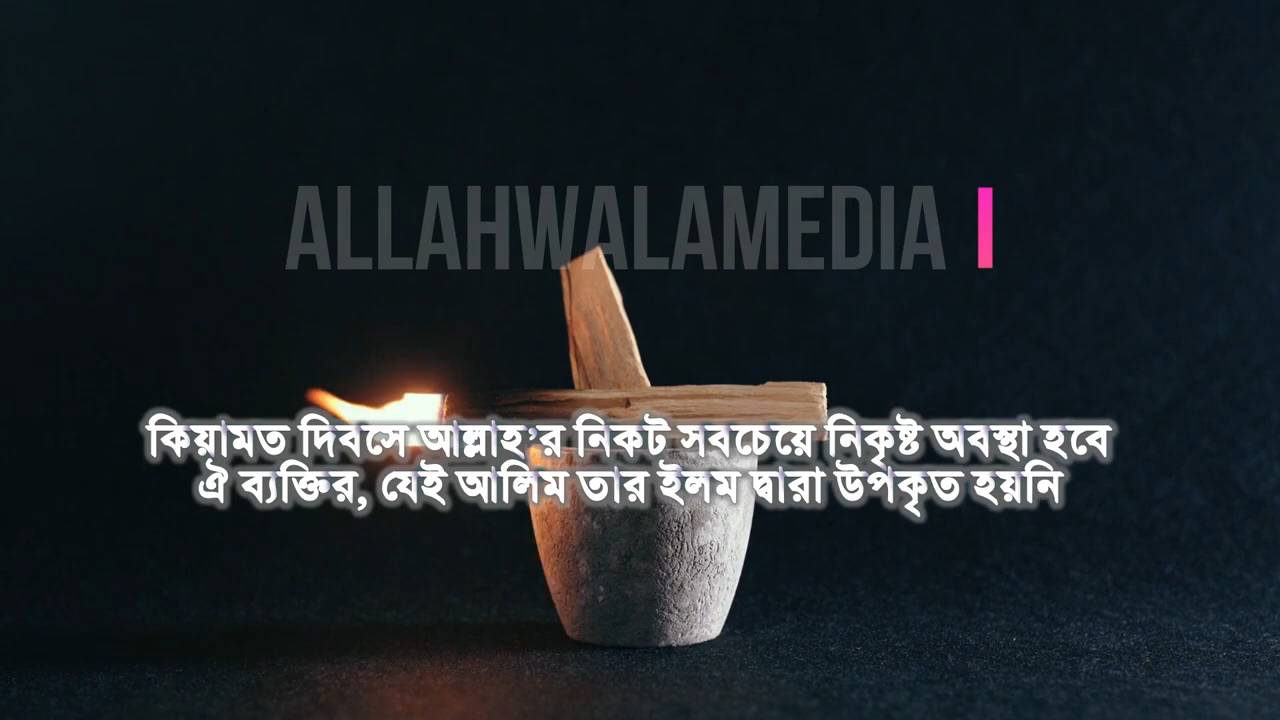 ALLAHWALAMEDIA
কিয়ামত দিবসে আল্লাহ'র নিকট সবচেয়ে নিকৃষ্ট অবস্থা হবে
ঐ ব্যক্তির, যেই আলিম তার ইলম দ্বারা উপকৃত হয়নি